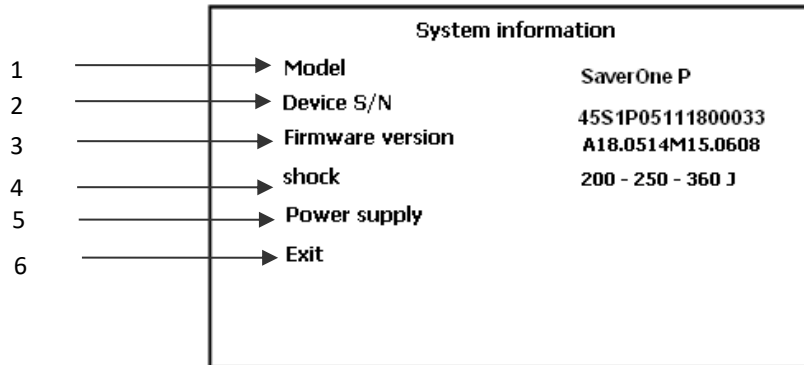 System information
1 Model SaverOne P
2 Device S/N 45S1P05111800033
3 Firmware version A18.0514M15.0608
4 shock 200 - 250 - 360 J
5 Power supply
6 Exit